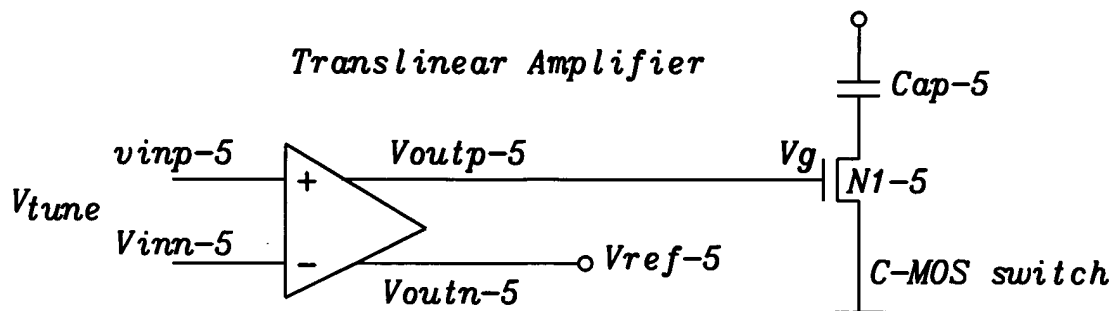 Translinear Amplifier
Cap-5
vinp-5
Voutp-5
Vg
N1-5
+
Vtune
Vinn-5
-
Vref-5
Voutn-5
C-MOS switch